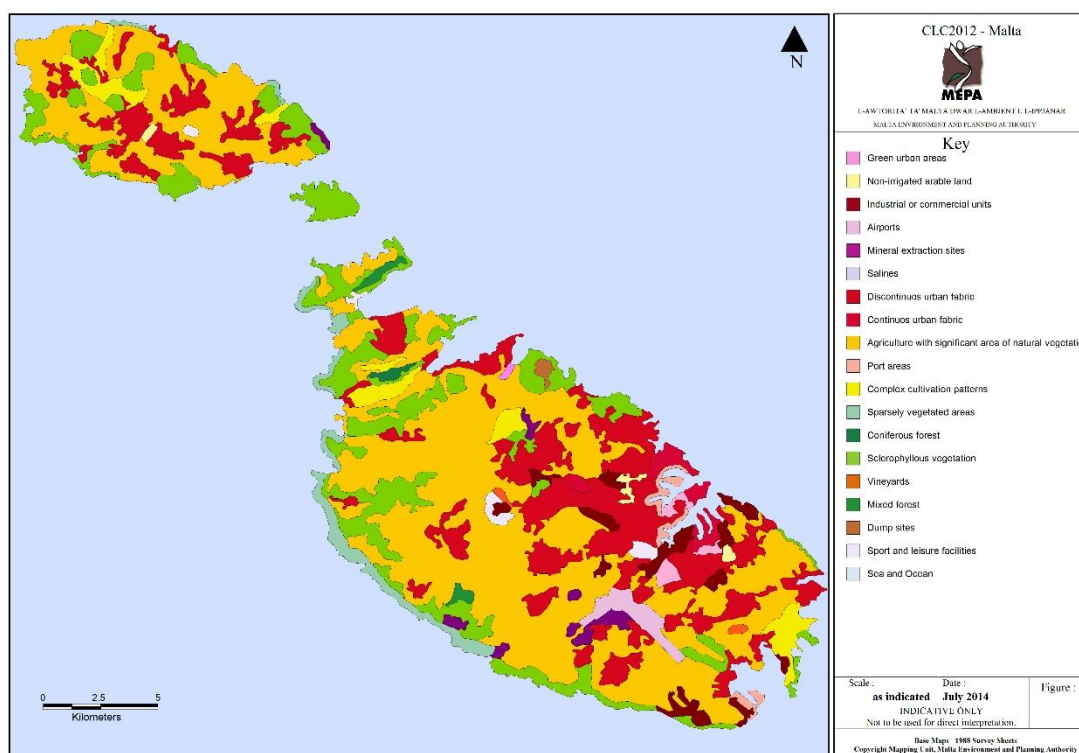 N
0 2.5 5
Kilometers
CLC2012 - Malta
MEPA
L-AWTORITA' TA' MALTA DWAR L-AMBJENT U L-IPPJANAR
MALTA ENVIRONMENT AND PLANNING AUTHORITY
Key
Green urban areas
Non-irrigated arable land
Industrial or commercial units
Airports
Mineral extraction sites
Salines
Discontinuos urban fabric
Continuos urban fabric
Agriculture with significant area of natural vegetati
Port areas
Complex cultivation patterns
Sparsely vegetated areas
Coniferous forest
Sclerophyllous vegetation
Vineyards
Mixed forest
Dump sites
Sport and leisure facilities
Sea and Ocean
Scale : Date : Figure :
as indicated July 2014
INDICATIVE ONLY
Not to be used for direct interpretation.
Base Maps 1988 Survey Sheets
Copyright Mapping Unit, Malta Environment and Planning Authority